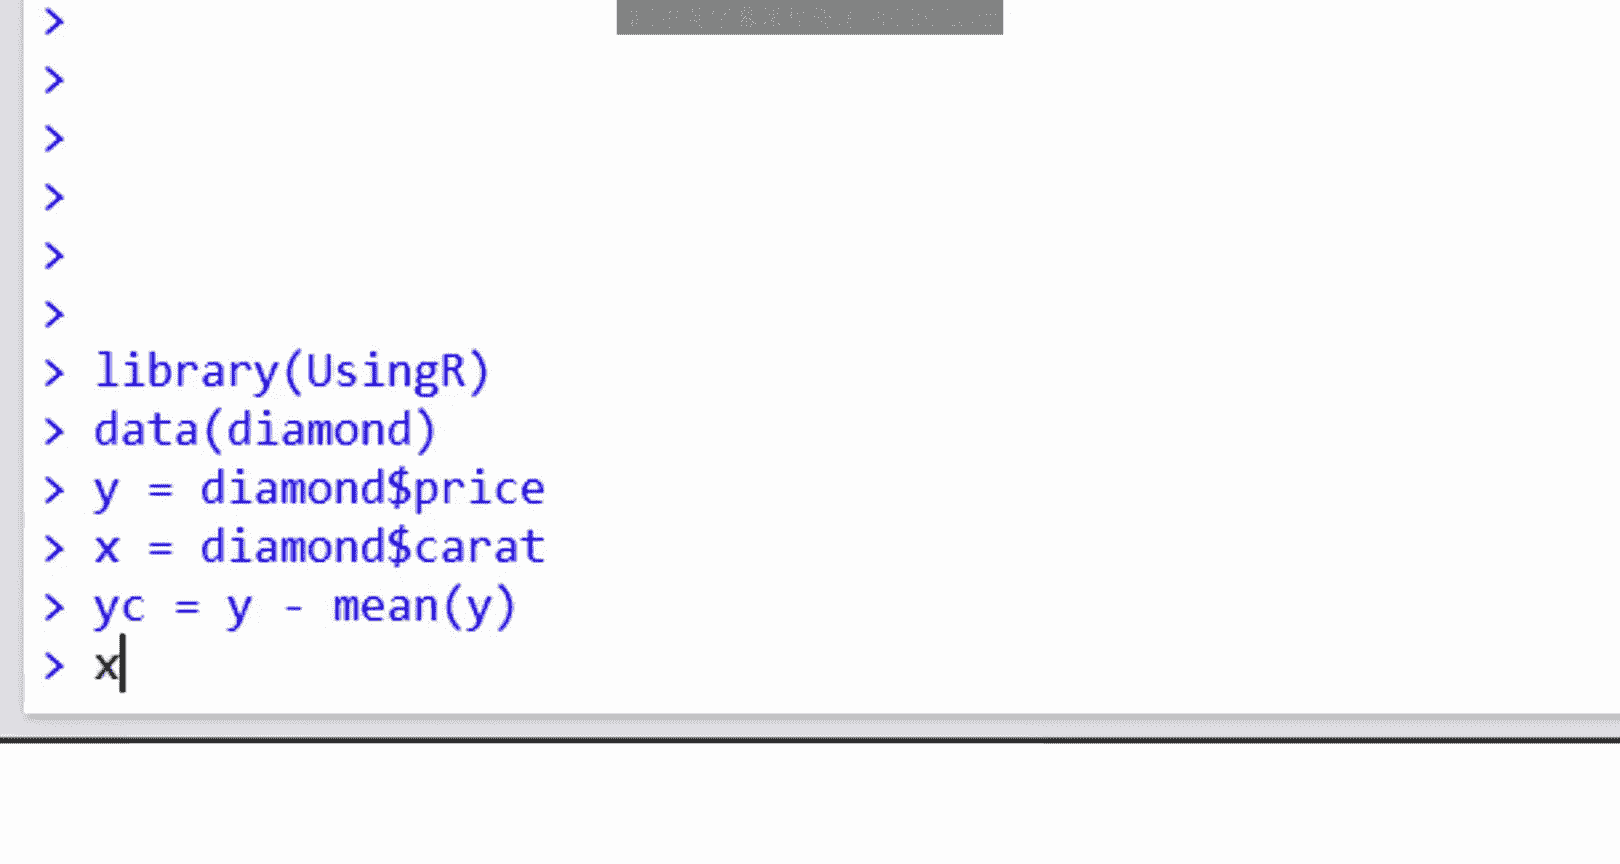 >
>
>
>
>
>
> library(UsingR)
> data(diamond)
> y = diamond$price
> x = diamond$carat
> yc = y - mean(y)
> x